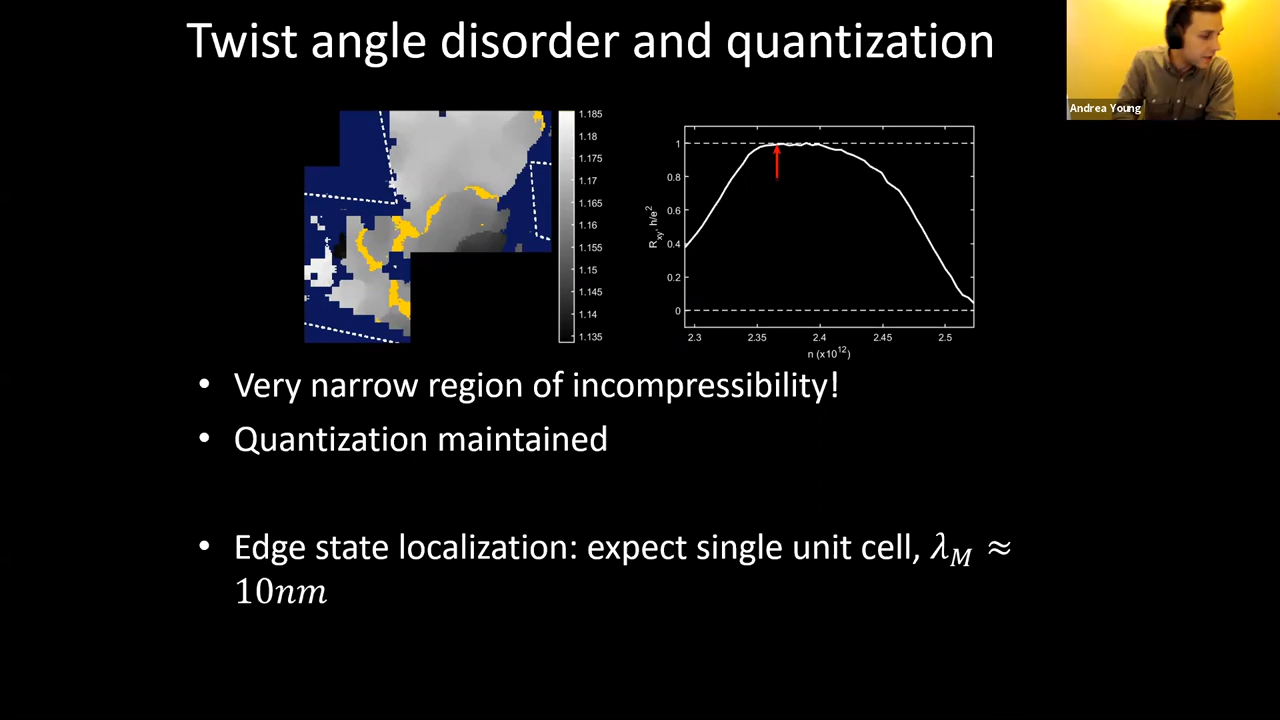 Twist angle disorder and quantization
Andrea Young
1.185
1.18
1.175
1.17
1.165
1.16
1.155
1.15
1.145
1.14
1.135
R_xy, h/e²
1
0.8
0.6
0.4
0.2
0
2.3 2.35 2.4 2.45 2.5
n (x10¹²)
• Very narrow region of incompressibility!
• Quantization maintained
• Edge state localization: expect single unit cell, λ_M ≈
10nm